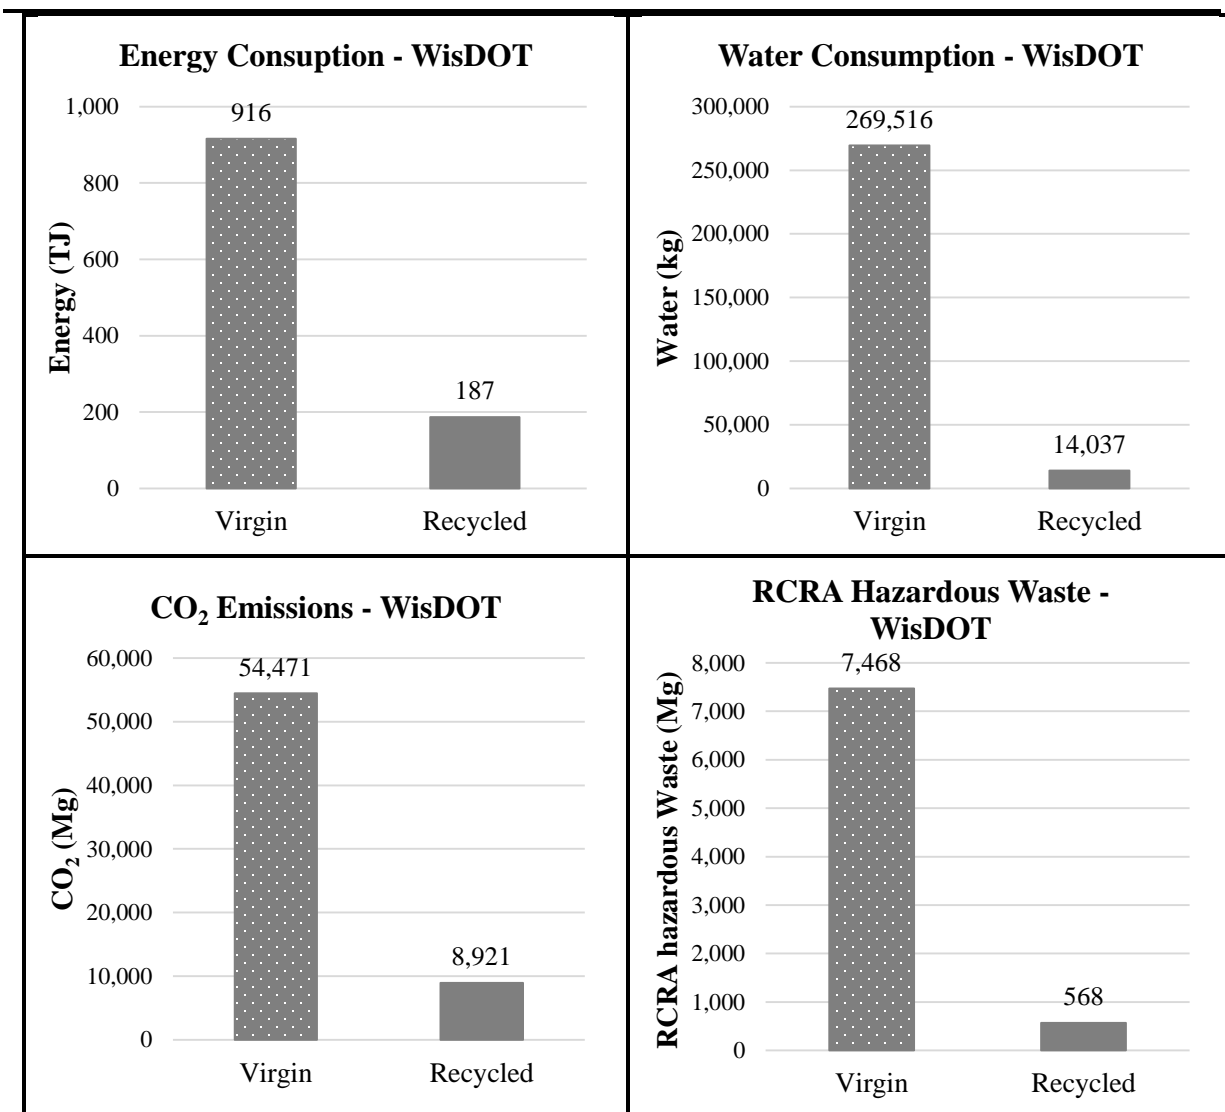 Energy Consuption - WisDOT
1,000
800
600
400
200
0
Energy (TJ)
916
187
Virgin
Recycled
Water Consumption - WisDOT
300,000
250,000
200,000
150,000
100,000
50,000
0
Water (kg)
269,516
14,037
Virgin
Recycled
CO₂ Emissions - WisDOT
60,000
50,000
40,000
30,000
20,000
10,000
0
CO₂ (Mg)
54,471
8,921
Virgin
Recycled
RCRA Hazardous Waste -
WisDOT
8,000
7,000
6,000
5,000
4,000
3,000
2,000
1,000
0
RCRA hazardous Waste (Mg)
7,468
568
Virgin
Recycled